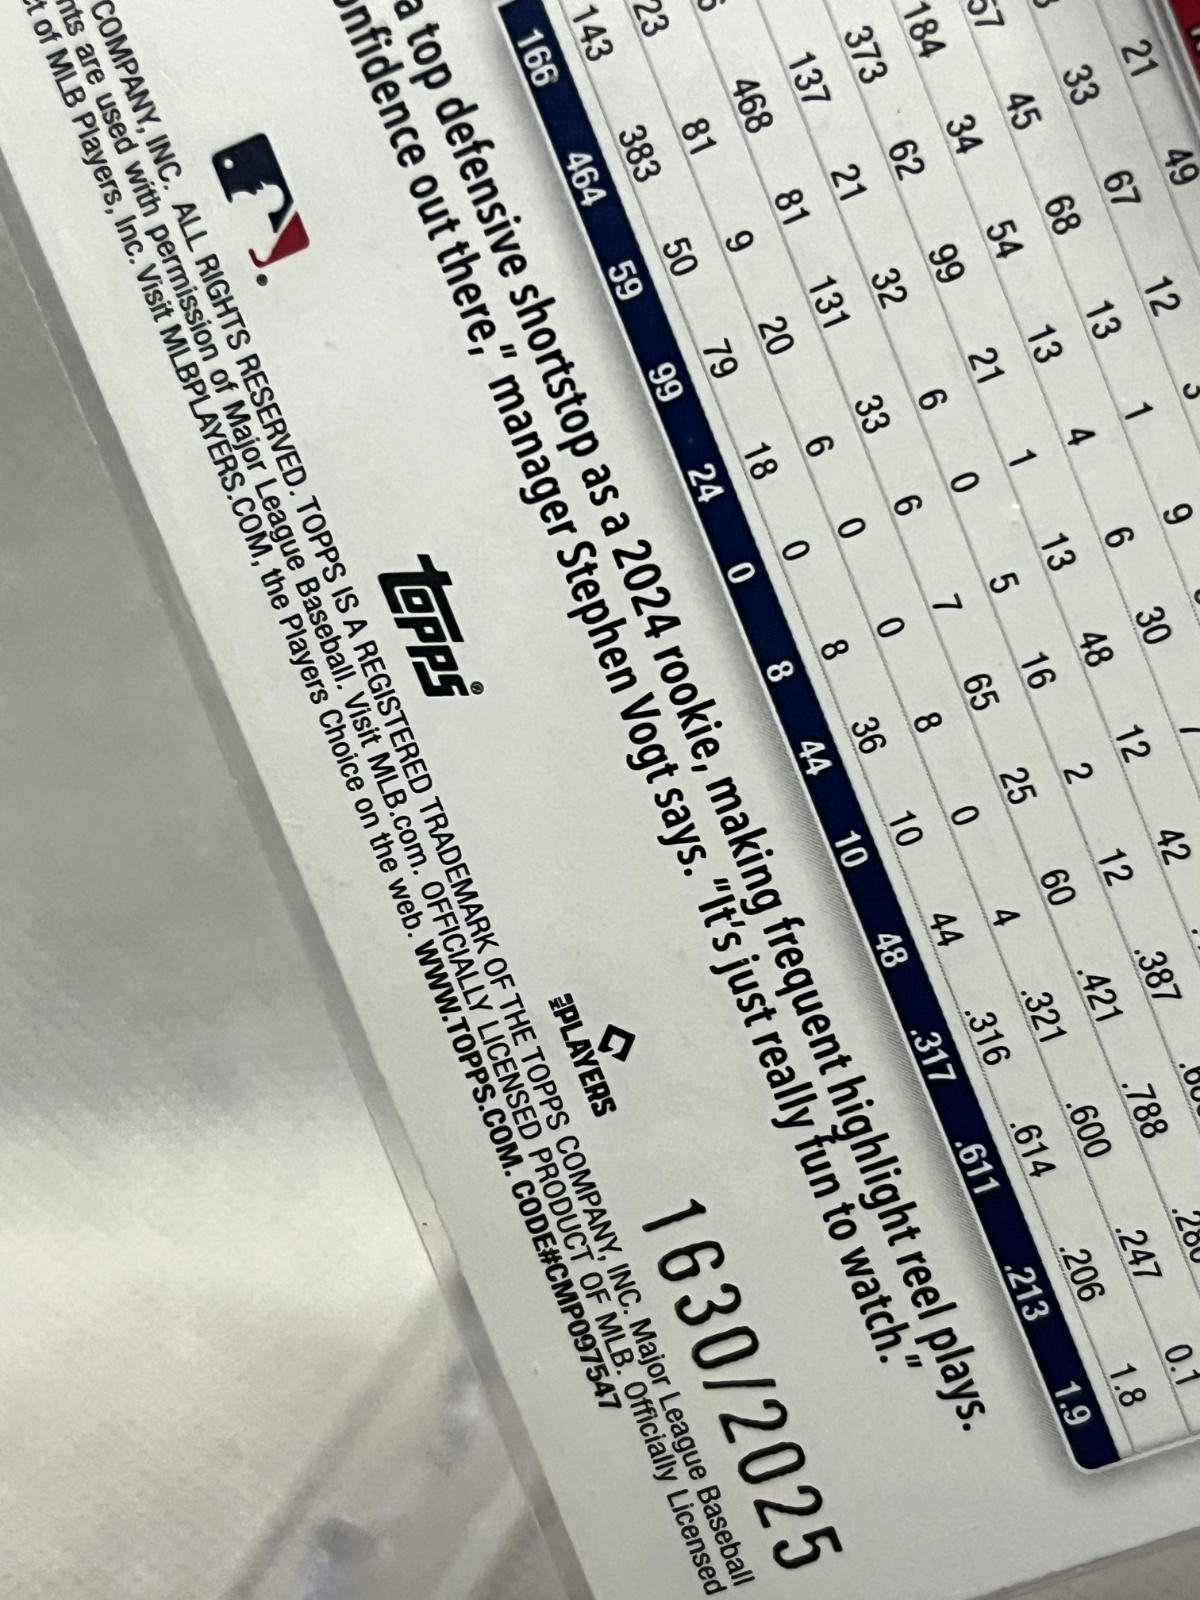 21 49
33 67 12
57 45 68 13 1 9
184 34 54 13 4 6 30
373 62 99 21 1 13 48 12 42
137 21 32 6 0 5 16 2 12 .387
468 81 131 33 6 7 65 25 60 .421 .788
23 81 9 20 6 0 0 8 0 4 .321 .600 .247 0.1
143 383 50 79 18 0 8 36 10 44 .316 .614 .206 1.8
166 464 59 99 24 0 8 44 10 48 .317 .611 .213 1.9
a top defensive shortstop as a 2024 rookie, making frequent highlight reel plays.
confidence out there," manager Stephen Vogt says. "It's just really fun to watch."
topps®
THE PLAYERS
1630/2025
COMPANY, INC. ALL RIGHTS RESERVED. TOPPS IS A REGISTERED TRADEMARK OF THE TOPPS COMPANY, INC. Major League Baseball
are used with permission of Major League Baseball. Visit MLB.com. OFFICIALLY LICENSED PRODUCT OF MLB. Officially Licensed
of MLB Players, Inc. Visit MLBPLAYERS.COM, the Players Choice on the web. WWW.TOPPS.COM. CODE#CMP097547